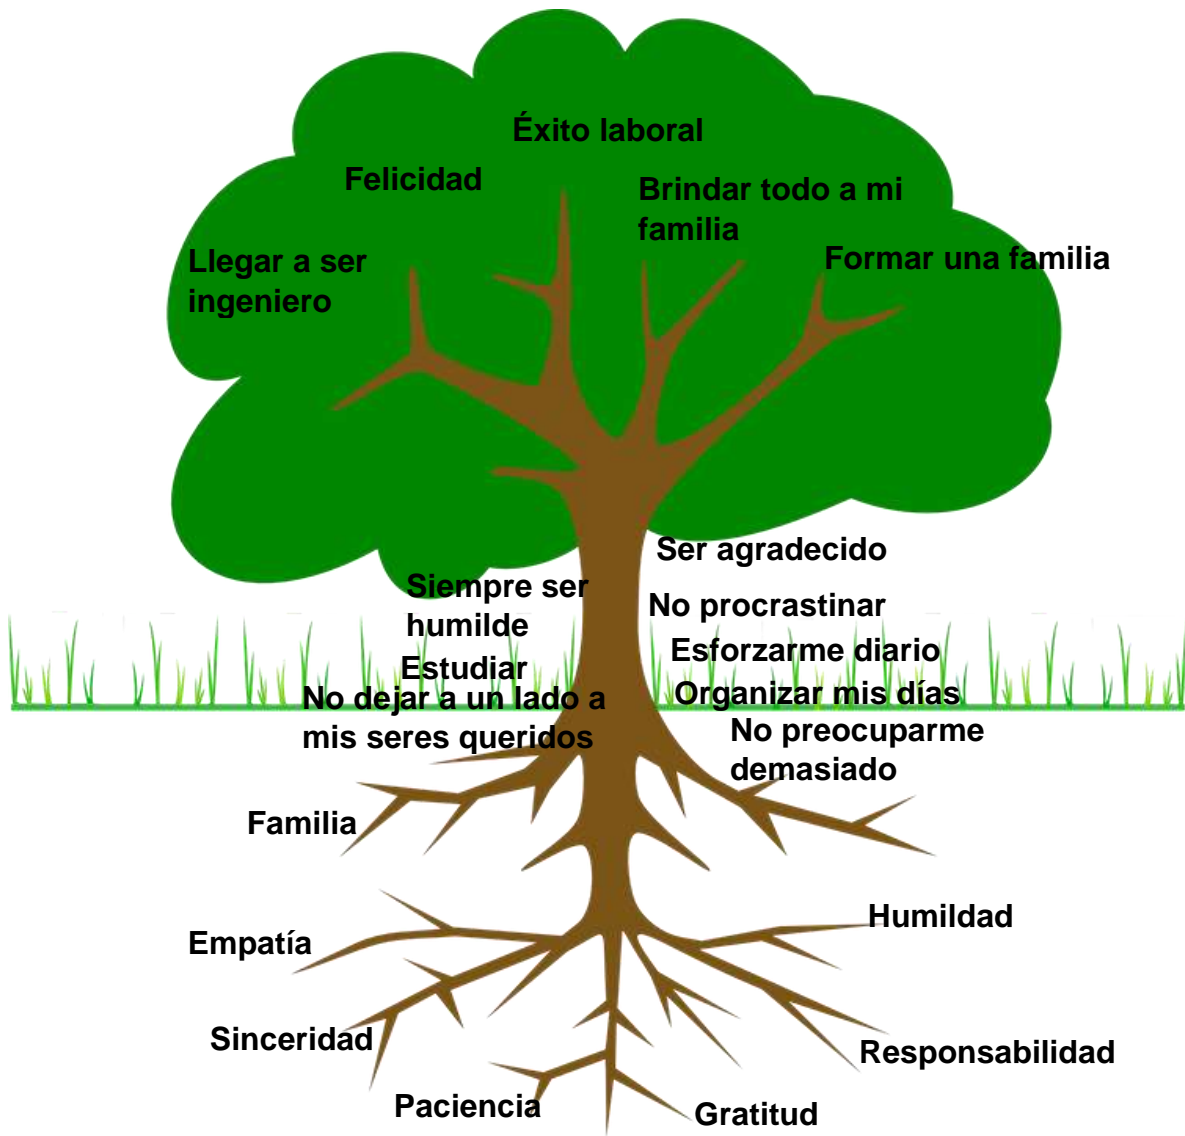 Éxito laboral
Felicidad
Brindar todo a mi
familia
Llegar a ser
ingeniero
Formar una familia
Ser agradecido
Siempre ser
humilde
No procrastinar
Estudiar
Esforzarme diario
No dejar a un lado a
mis seres queridos
Organizar mis días
No preocuparme
demasiado
Familia
Humildad
Empatía
Sinceridad
Responsabilidad
Paciencia
Gratitud